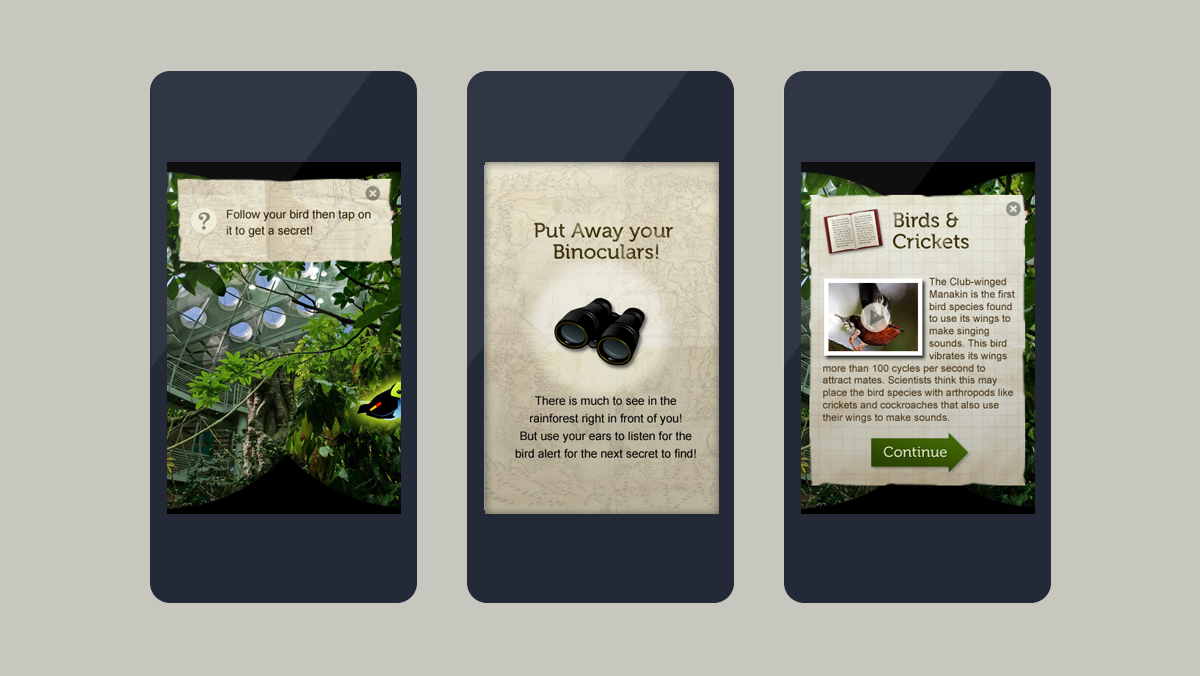 ?
Follow your bird then tap on
it to get a secret!
Put Away your
Binoculars!
There is much to see in the
rainforest right in front of you!
But use your ears to listen for the
bird alert for the next secret to find!
Birds &
Crickets
The Club-winged
Manakin is the first
bird species found
to use its wings to
make singing
sounds. This bird
vibrates its wings
more than 100 cycles per second to
attract mates. Scientists think this may
place the bird species with arthropods like
crickets and cockroaches that also use
their wings to make sounds.
Continue